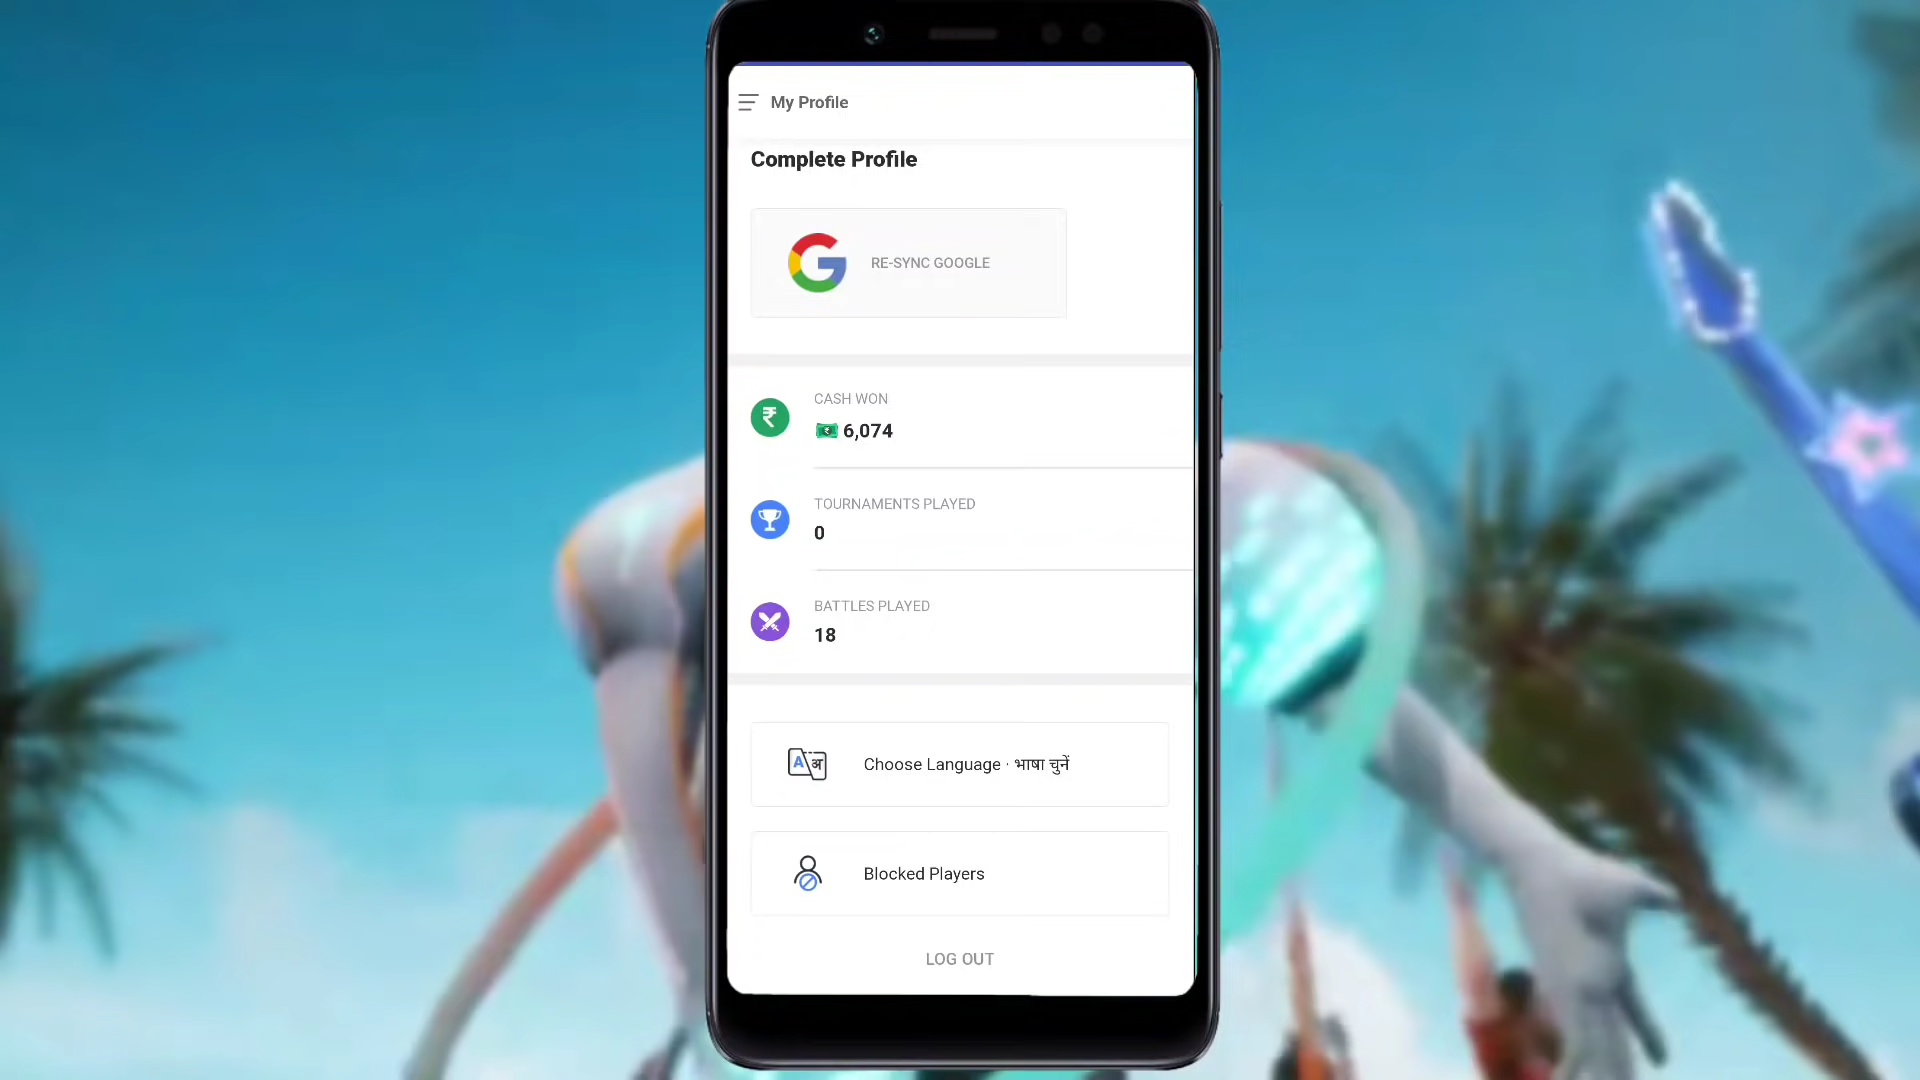 My Profile
Complete Profile
RE-SYNC GOOGLE
CASH WON
6,074
TOURNAMENTS PLAYED
0
BATTLES PLAYED
18
Choose Language · भाषा चुनें
Blocked Players
LOG OUT